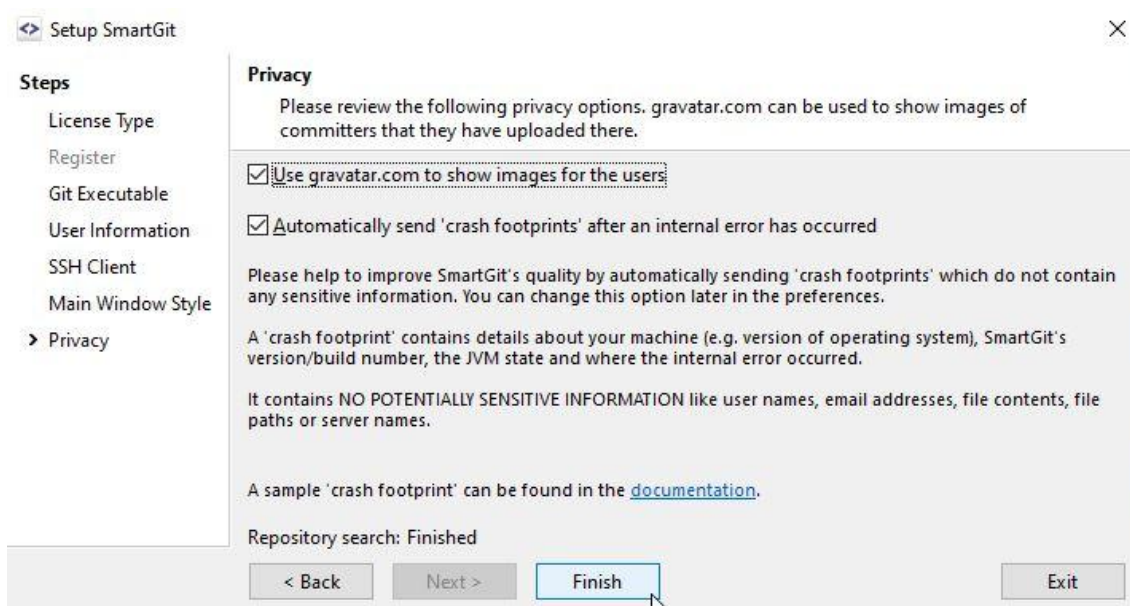 Setup SmartGit
Steps
License Type
Register
Git Executable
User Information
SSH Client
Main Window Style
Privacy
Privacy
Please review the following privacy options. gravatar.com can be used to show images of
committers that they have uploaded there.
Use gravatar.com to show images for the users
Automatically send 'crash footprints' after an internal error has occurred
Please help to improve SmartGit's quality by automatically sending 'crash footprints' which do not contain
any sensitive information. You can change this option later in the preferences.
A 'crash footprint' contains details about your machine (e.g. version of operating system), SmartGit's
version/build number, the JVM state and where the internal error occurred.
It contains NO POTENTIALLY SENSITIVE INFORMATION like user names, email addresses, file contents, file
paths or server names.
A sample 'crash footprint' can be found in the documentation.
Repository search: Finished
< Back
Next >
Finish
Exit